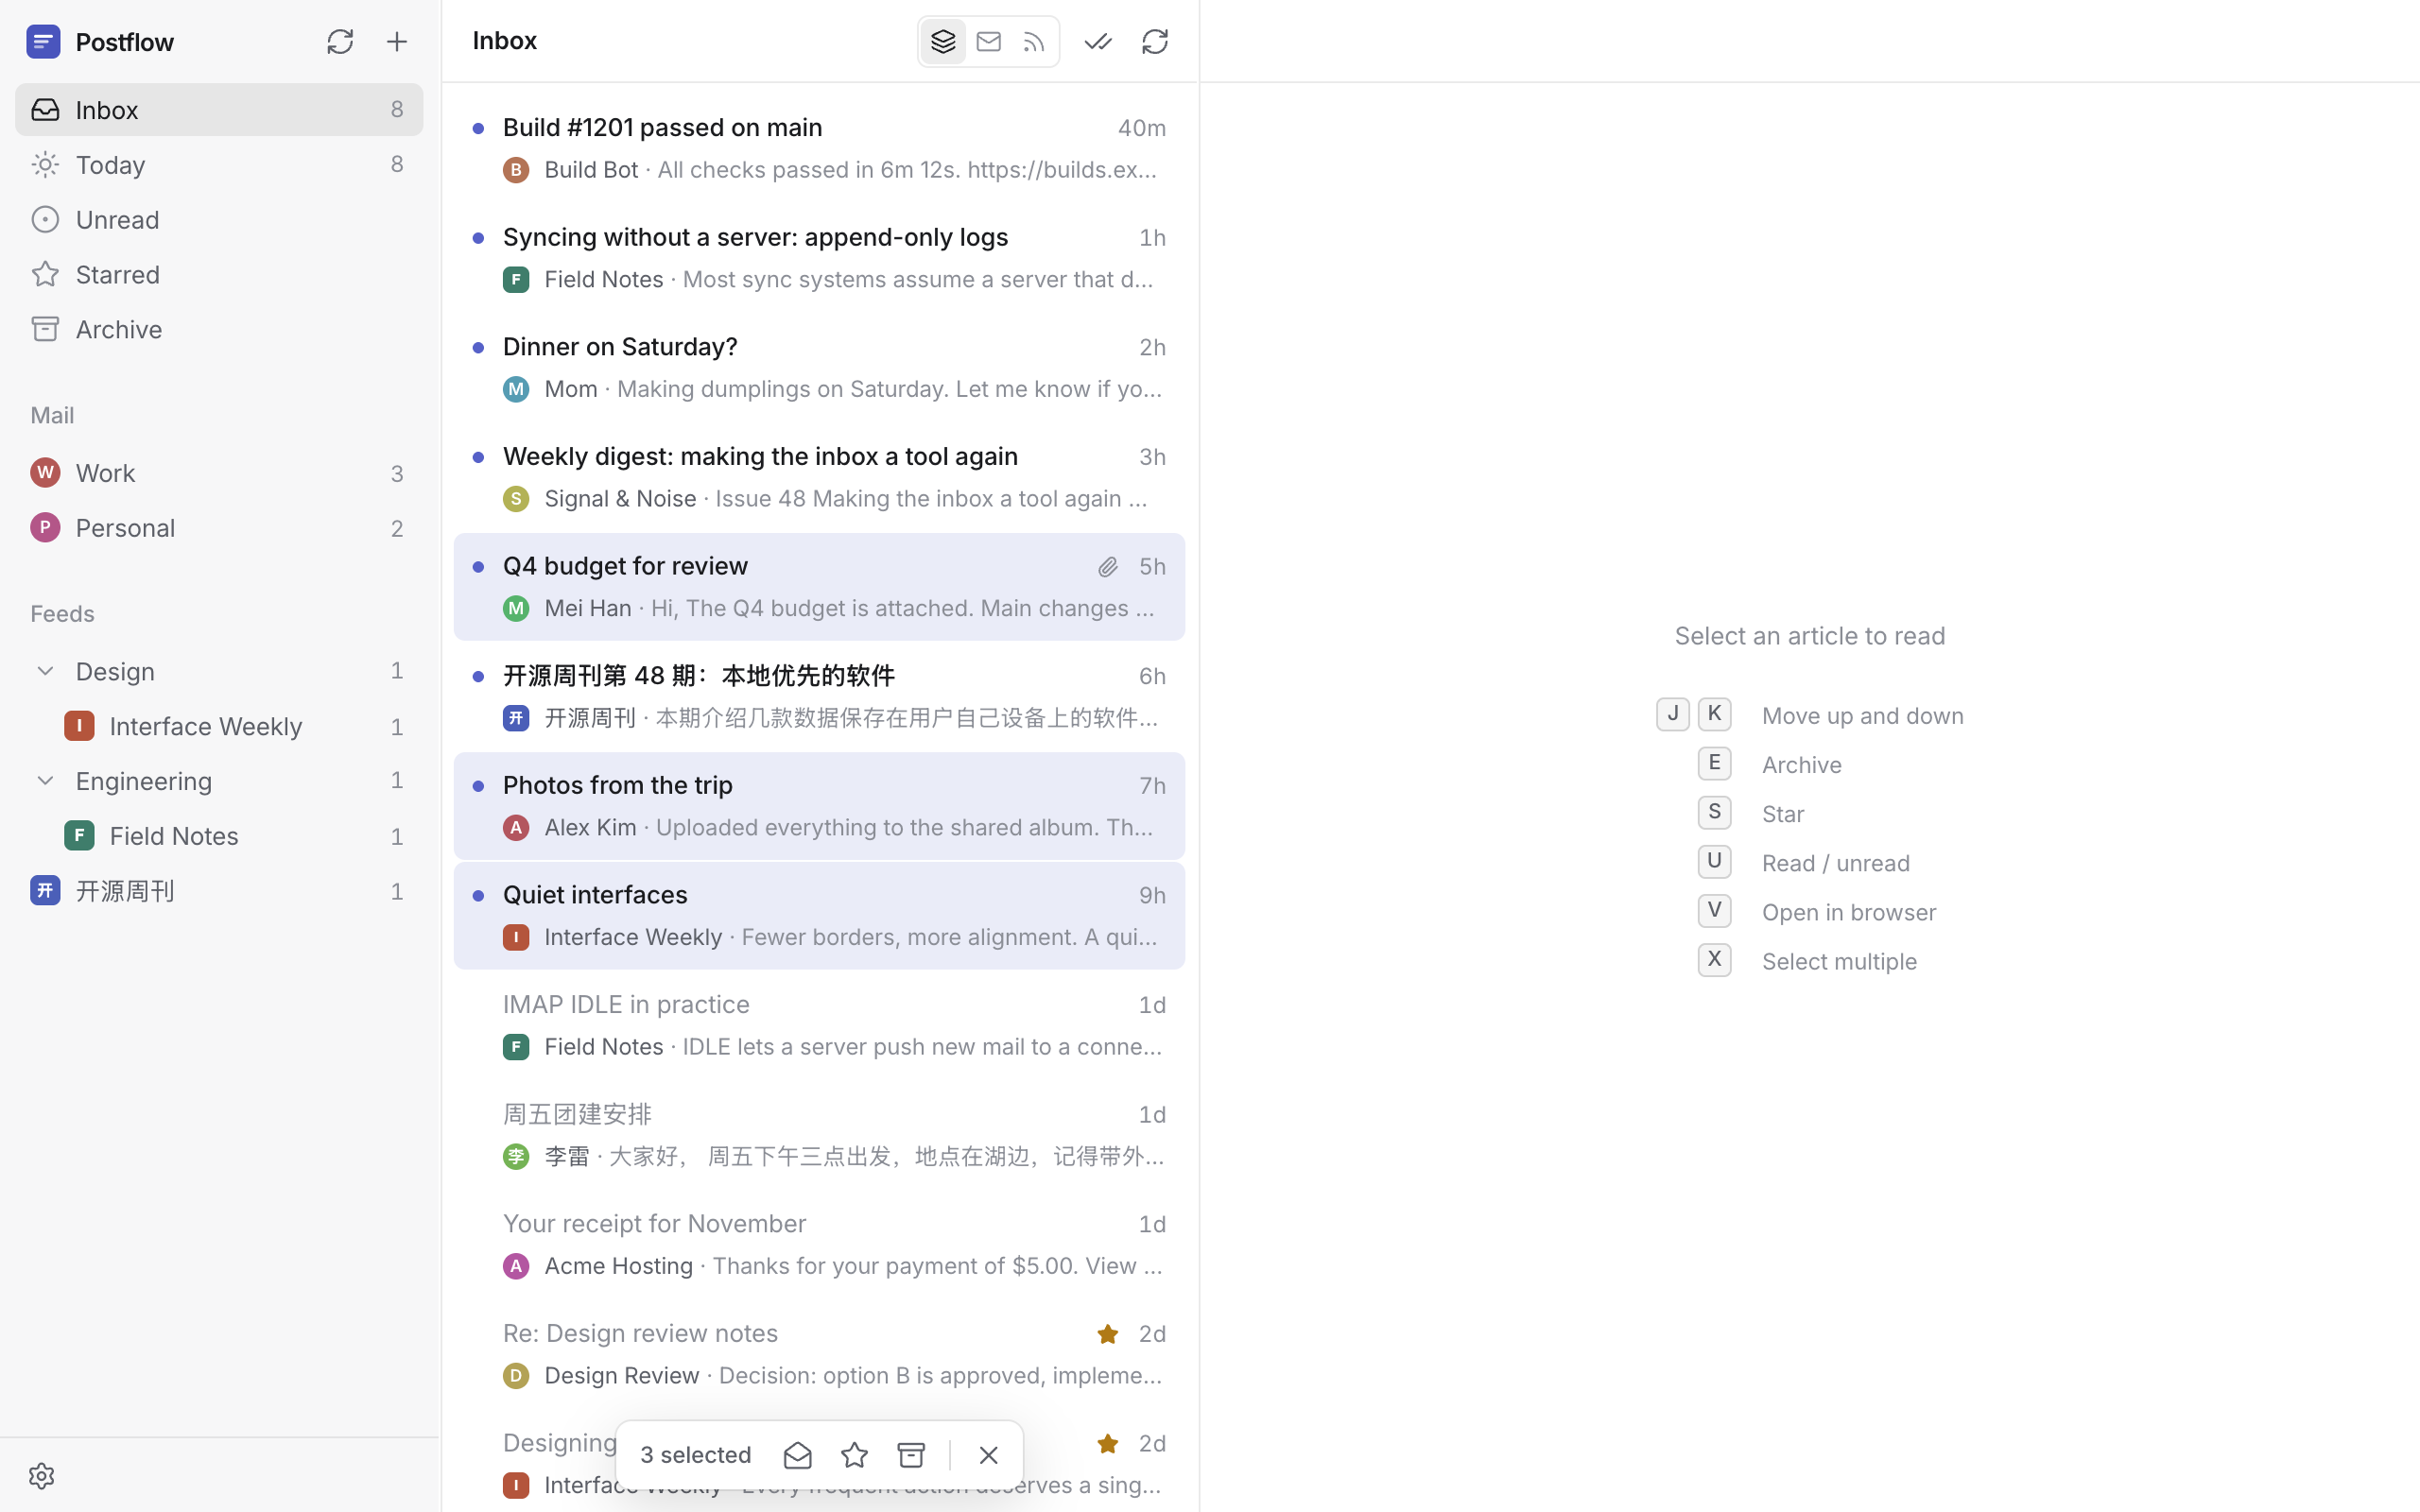 Postflow
Inbox 8
Today 8
Unread
Starred
Archive
Mail
W Work 3
P Personal 2
Feeds
Design 1
I Interface Weekly 1
Engineering 1
F Field Notes 1
开 开源周刊 1
Inbox
Build #1201 passed on main 40m
B Build Bot · All checks passed in 6m 12s. https://builds.ex...
Syncing without a server: append-only logs 1h
F Field Notes · Most sync systems assume a server that d...
Dinner on Saturday? 2h
M Mom · Making dumplings on Saturday. Let me know if yo...
Weekly digest: making the inbox a tool again 3h
S Signal & Noise · Issue 48 Making the inbox a tool again ...
Q4 budget for review 5h
M Mei Han · Hi, The Q4 budget is attached. Main changes ...
开源周刊第 48 期：本地优先的软件 6h
开 开源周刊 · 本期介绍几款数据保存在用户自己设备上的软件...
Photos from the trip 7h
A Alex Kim · Uploaded everything to the shared album. Th...
Quiet interfaces 9h
I Interface Weekly · Fewer borders, more alignment. A qui...
IMAP IDLE in practice 1d
F Field Notes · IDLE lets a server push new mail to a conne...
周五团建安排 1d
李 李雷 · 大家好， 周五下午三点出发，地点在湖边，记得带外...
Your receipt for November 1d
A Acme Hosting · Thanks for your payment of $5.00. View ...
Re: Design review notes 2d
D Design Review · Decision: option B is approved, impleme...
Designing 2d
I Interface Weekly · Every frequent action deserves a sing...
3 selected
Select an article to read
J K Move up and down
E Archive
S Star
U Read / unread
V Open in browser
X Select multiple